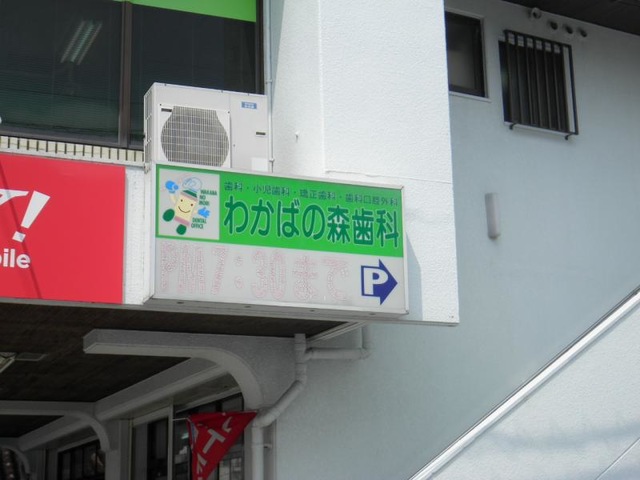 歯科・小児歯科・矯正歯科・歯科口腔外科
わかばの森歯科
WAKABA
NO
MORI
DENTAL
OFFICE
PM7:30まで
P
!
bile